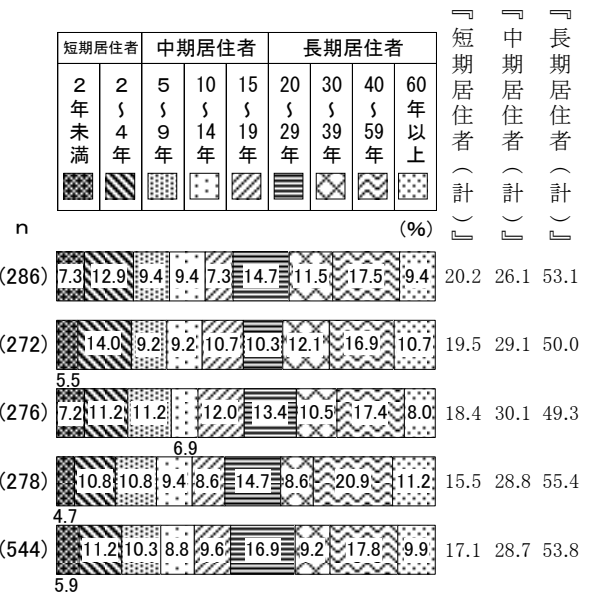 短期居住者 中期居住者 長期居住者
2年未満 2～4年 5～9年 10～14年 15～19年 20～29年 30～39年 40～59年 60年以上
『短期居住者（計）』 『中期居住者（計）』 『長期居住者（計）』
n (%)
(286) 7.3 12.9 9.4 9.4 7.3 14.7 11.5 17.5 9.4 20.2 26.1 53.1
(272) 14.0 9.2 9.2 10.7 10.3 12.1 16.9 10.7 19.5 29.1 50.0
5.5
(276) 7.2 11.2 11.2 12.0 13.4 10.5 17.4 8.0 18.4 30.1 49.3
6.9
(278) 10.8 10.8 9.4 8.6 14.7 8.6 20.9 11.2 15.5 28.8 55.4
4.7
(544) 11.2 10.3 8.8 9.6 16.9 9.2 17.8 9.9 17.1 28.7 53.8
5.9